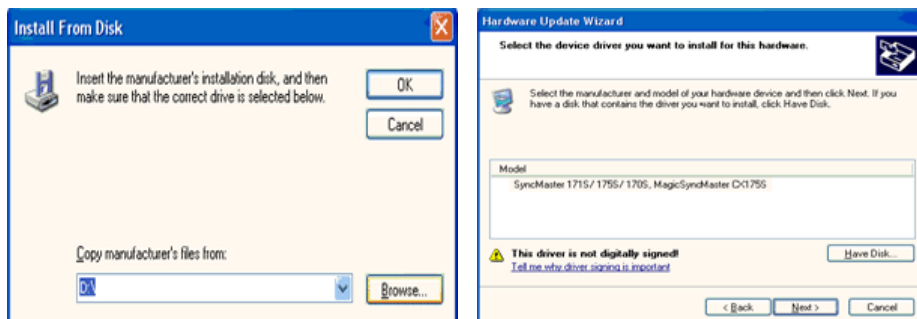 Install From Disk
Insert the manufacturer's installation disk, and then
make sure that the correct drive is selected below.
OK
Cancel
Copy manufacturer's files from:
D:\
Browse...
Hardware Update Wizard
Select the device driver you want to install for this hardware.
Select the manufacturer and model of your hardware device and then click Next. If you
have a disk that contains the driver you want to install, click Have Disk.
Model
SyncMaster 171S/ 175S/ 170S, MagicSyncMaster CX175S
This driver is not digitally signed!
Tell me why driver signing is important
Have Disk...
< Back
Next >
Cancel